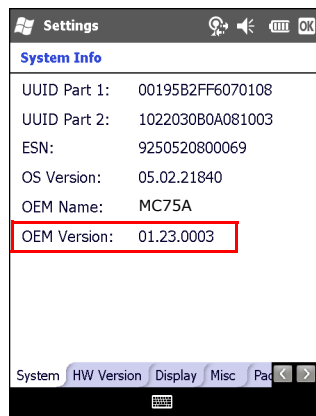 Settings
OK
System Info
UUID Part 1: 00195B2FF6070108
UUID Part 2: 1022030B0A081003
ESN: 9250520800069
OS Version: 05.02.21840
OEM Name: MC75A
OEM Version: 01.23.0003
System HW Version Display Misc Pa